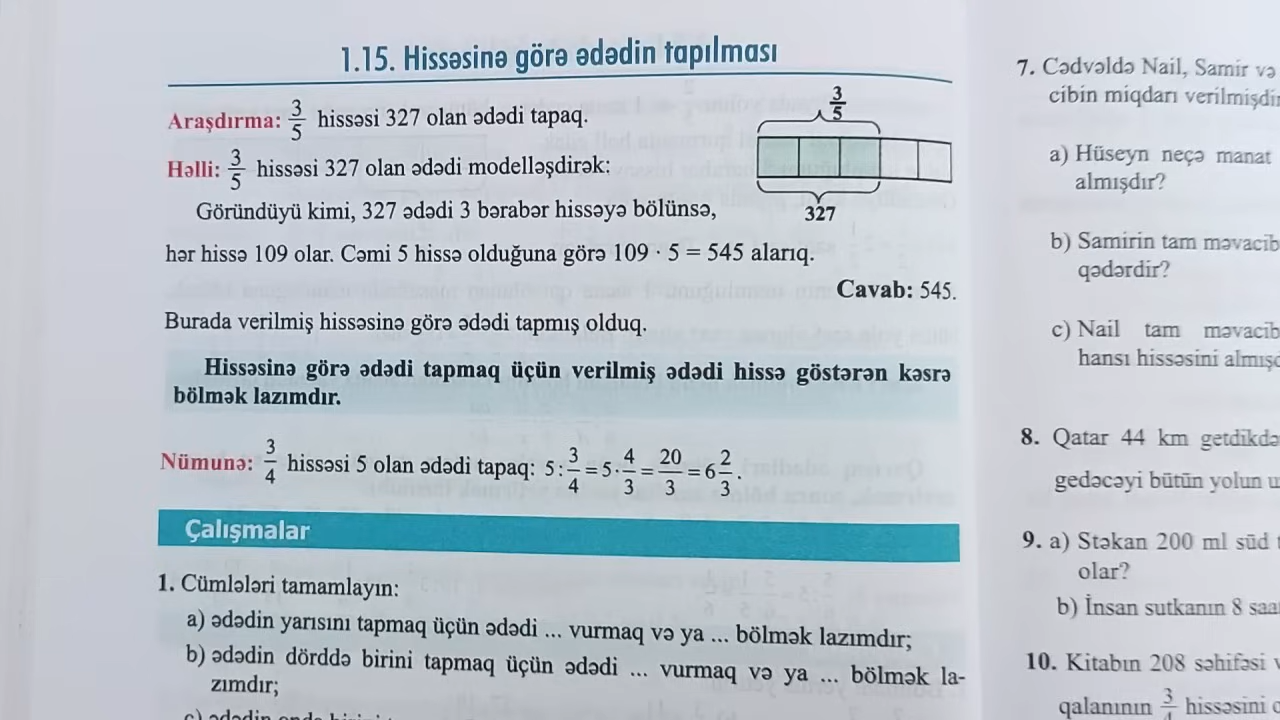 1.15. Hissəsinə görə ədədin tapılması
Araşdırma: 3/5 hissəsi 327 olan ədədi tapaq.
Həlli: 3/5 hissəsi 327 olan ədədi modelləşdirək:
3/5
327
Göründüyü kimi, 327 ədədi 3 bərabər hissəyə bölünsə,
hər hissə 109 olar. Cəmi 5 hissə olduğuna görə 109 · 5 = 545 alarıq.
Cavab: 545.
Burada verilmiş hissəsinə görə ədədi tapmış olduq.
Hissəsinə görə ədədi tapmaq üçün verilmiş ədədi hissə göstərən kəsrə
bölmək lazımdır.
Nümunə: 3/4 hissəsi 5 olan ədədi tapaq: 5 : 3/4 = 5 · 4/3 = 20/3 = 6 2/3.
Çalışmalar
1. Cümlələri tamamlayın:
a) ədədin yarısını tapmaq üçün ədədi ... vurmaq və ya ... bölmək lazımdır;
b) ədədin dörddə birini tapmaq üçün ədədi ... vurmaq və ya ... bölmək la-
zımdır;
7. Cədvəldə Nail, Samir və
cibin miqdarı
a) Hüseyn neçə manat
almışdır?
b) Samirin tam məvacib
qədərdir?
c) Nail tam məvacib
hansı hissəsini
8. Qatar 44 km getdikdə
gedəcəyi bütün yolun
9. a) Stəkan 200 ml süd
olar?
b) İnsan sutkanın 8
10. Kitabın 208 səhifəsi
qalanının 3/4 hissəsini